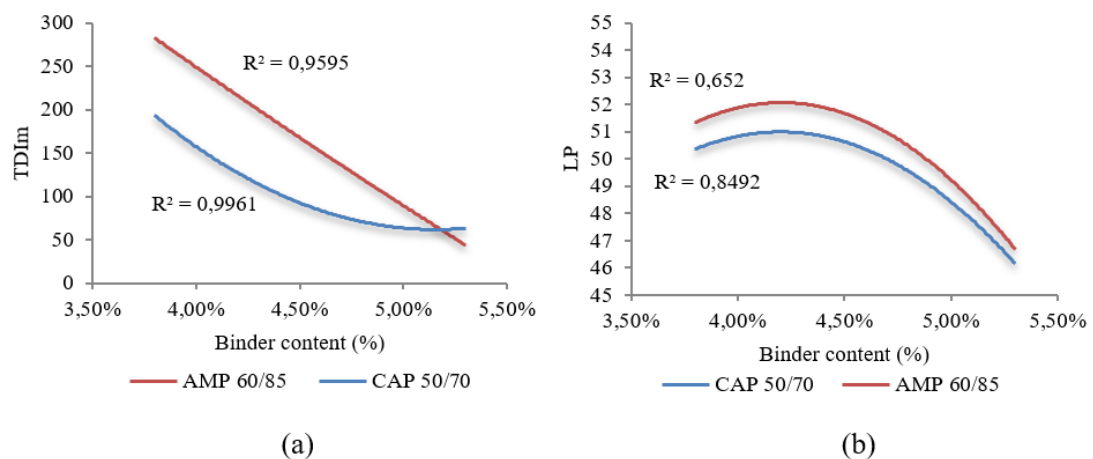 (a)
300
250
200
150
100
50
0
TDIm
R² = 0,9595
R² = 0,9961
3,50% 4,00% 4,50% 5,00% 5,50%
Binder content (%)
AMP 60/85 CAP 50/70
(a)
(b)
55
54
53
52
51
50
49
48
47
46
45
LP
R² = 0,652
R² = 0,8492
3,50% 4,00% 4,50% 5,00% 5,50%
Binder content (%)
CAP 50/70 AMP 60/85
(b)